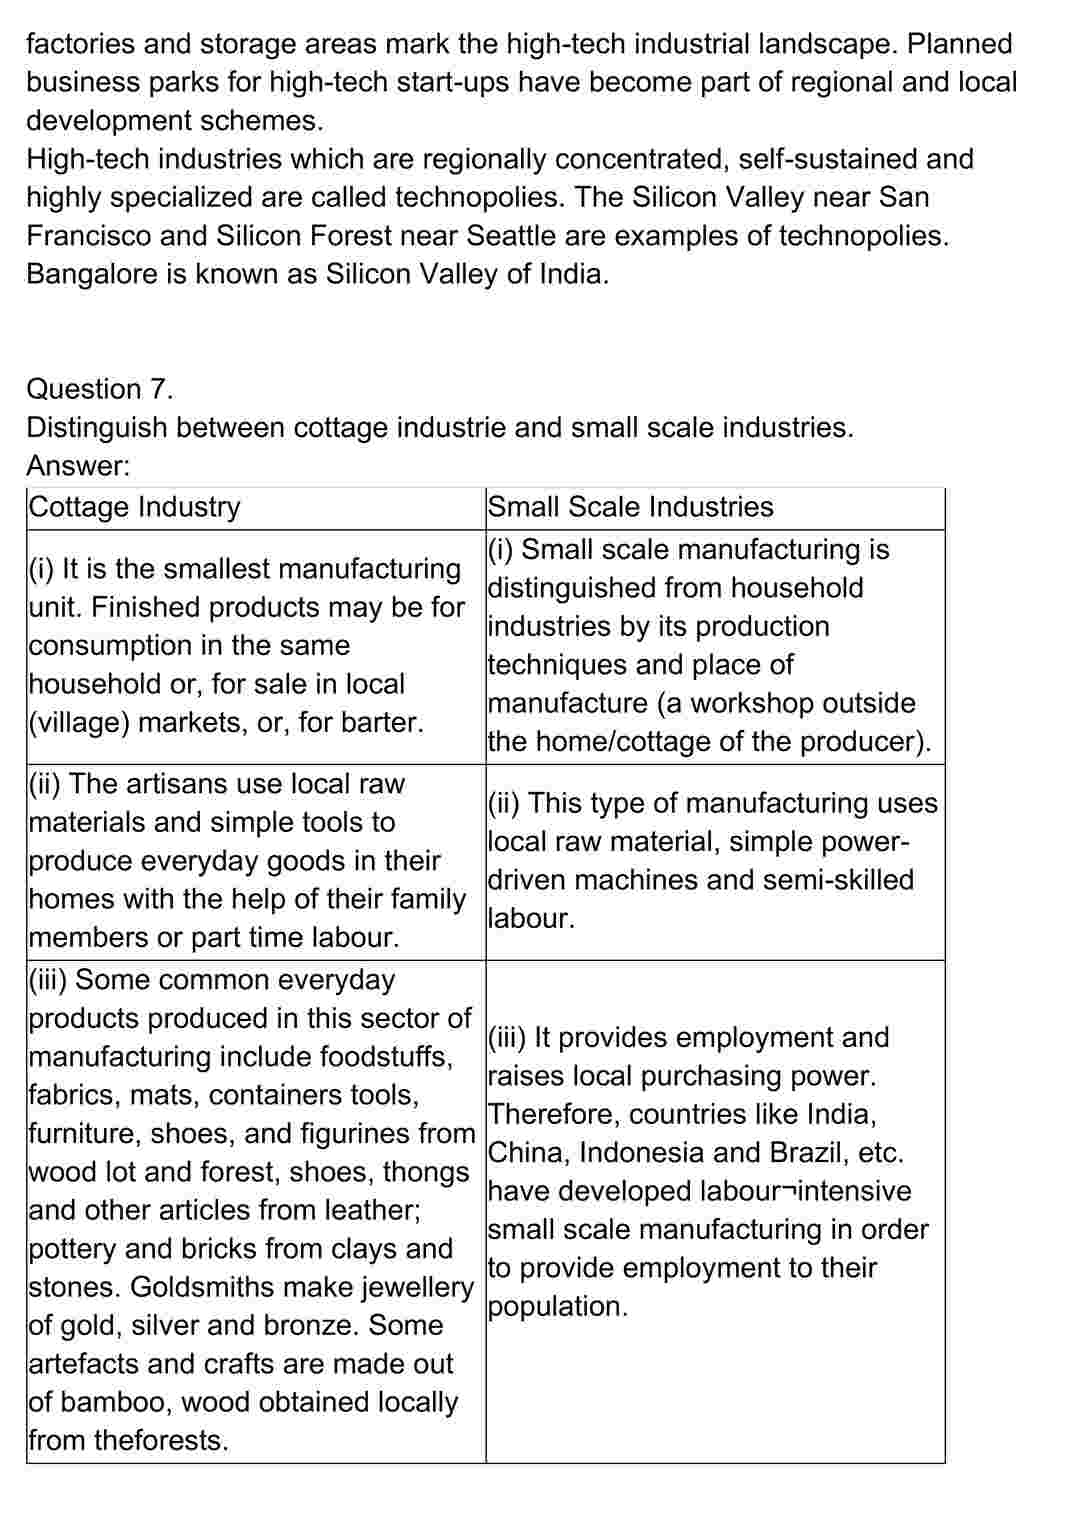 factories and storage areas mark the high-tech industrial landscape. Planned
business parks for high-tech start-ups have become part of regional and local
development schemes.
High-tech industries which are regionally concentrated, self-sustained and
highly specialized are called technopolies. The Silicon Valley near San
Francisco and Silicon Forest near Seattle are examples of technopolies.
Bangalore is known as Silicon Valley of India.
Question 7.
Distinguish between cottage industrie and small scale industries.
Answer:
Cottage Industry
Small Scale Industries
(i) It is the smallest manufacturing
unit. Finished products may be for
consumption in the same
household or, for sale in local
(village) markets, or, for barter.
(i) Small scale manufacturing is
distinguished from household
industries by its production
techniques and place of
manufacture (a workshop outside
the home/cottage of the producer).
(ii) The artisans use local raw
materials and simple tools to
produce everyday goods in their
homes with the help of their family
members or part time labour.
(ii) This type of manufacturing uses
local raw material, simple power-
driven machines and semi-skilled
labour.
(iii) Some common everyday
products produced in this sector of
manufacturing include foodstuffs,
fabrics, mats, containers tools,
furniture, shoes, and figurines from
wood lot and forest, shoes, thongs
and other articles from leather;
pottery and bricks from clays and
stones. Goldsmiths make jewellery
of gold, silver and bronze. Some
artefacts and crafts are made out
of bamboo, wood obtained locally
from theforests.
(iii) It provides employment and
raises local purchasing power.
Therefore, countries like India,
China, Indonesia and Brazil, etc.
have developed labour¬intensive
small scale manufacturing in order
to provide employment to their
population.